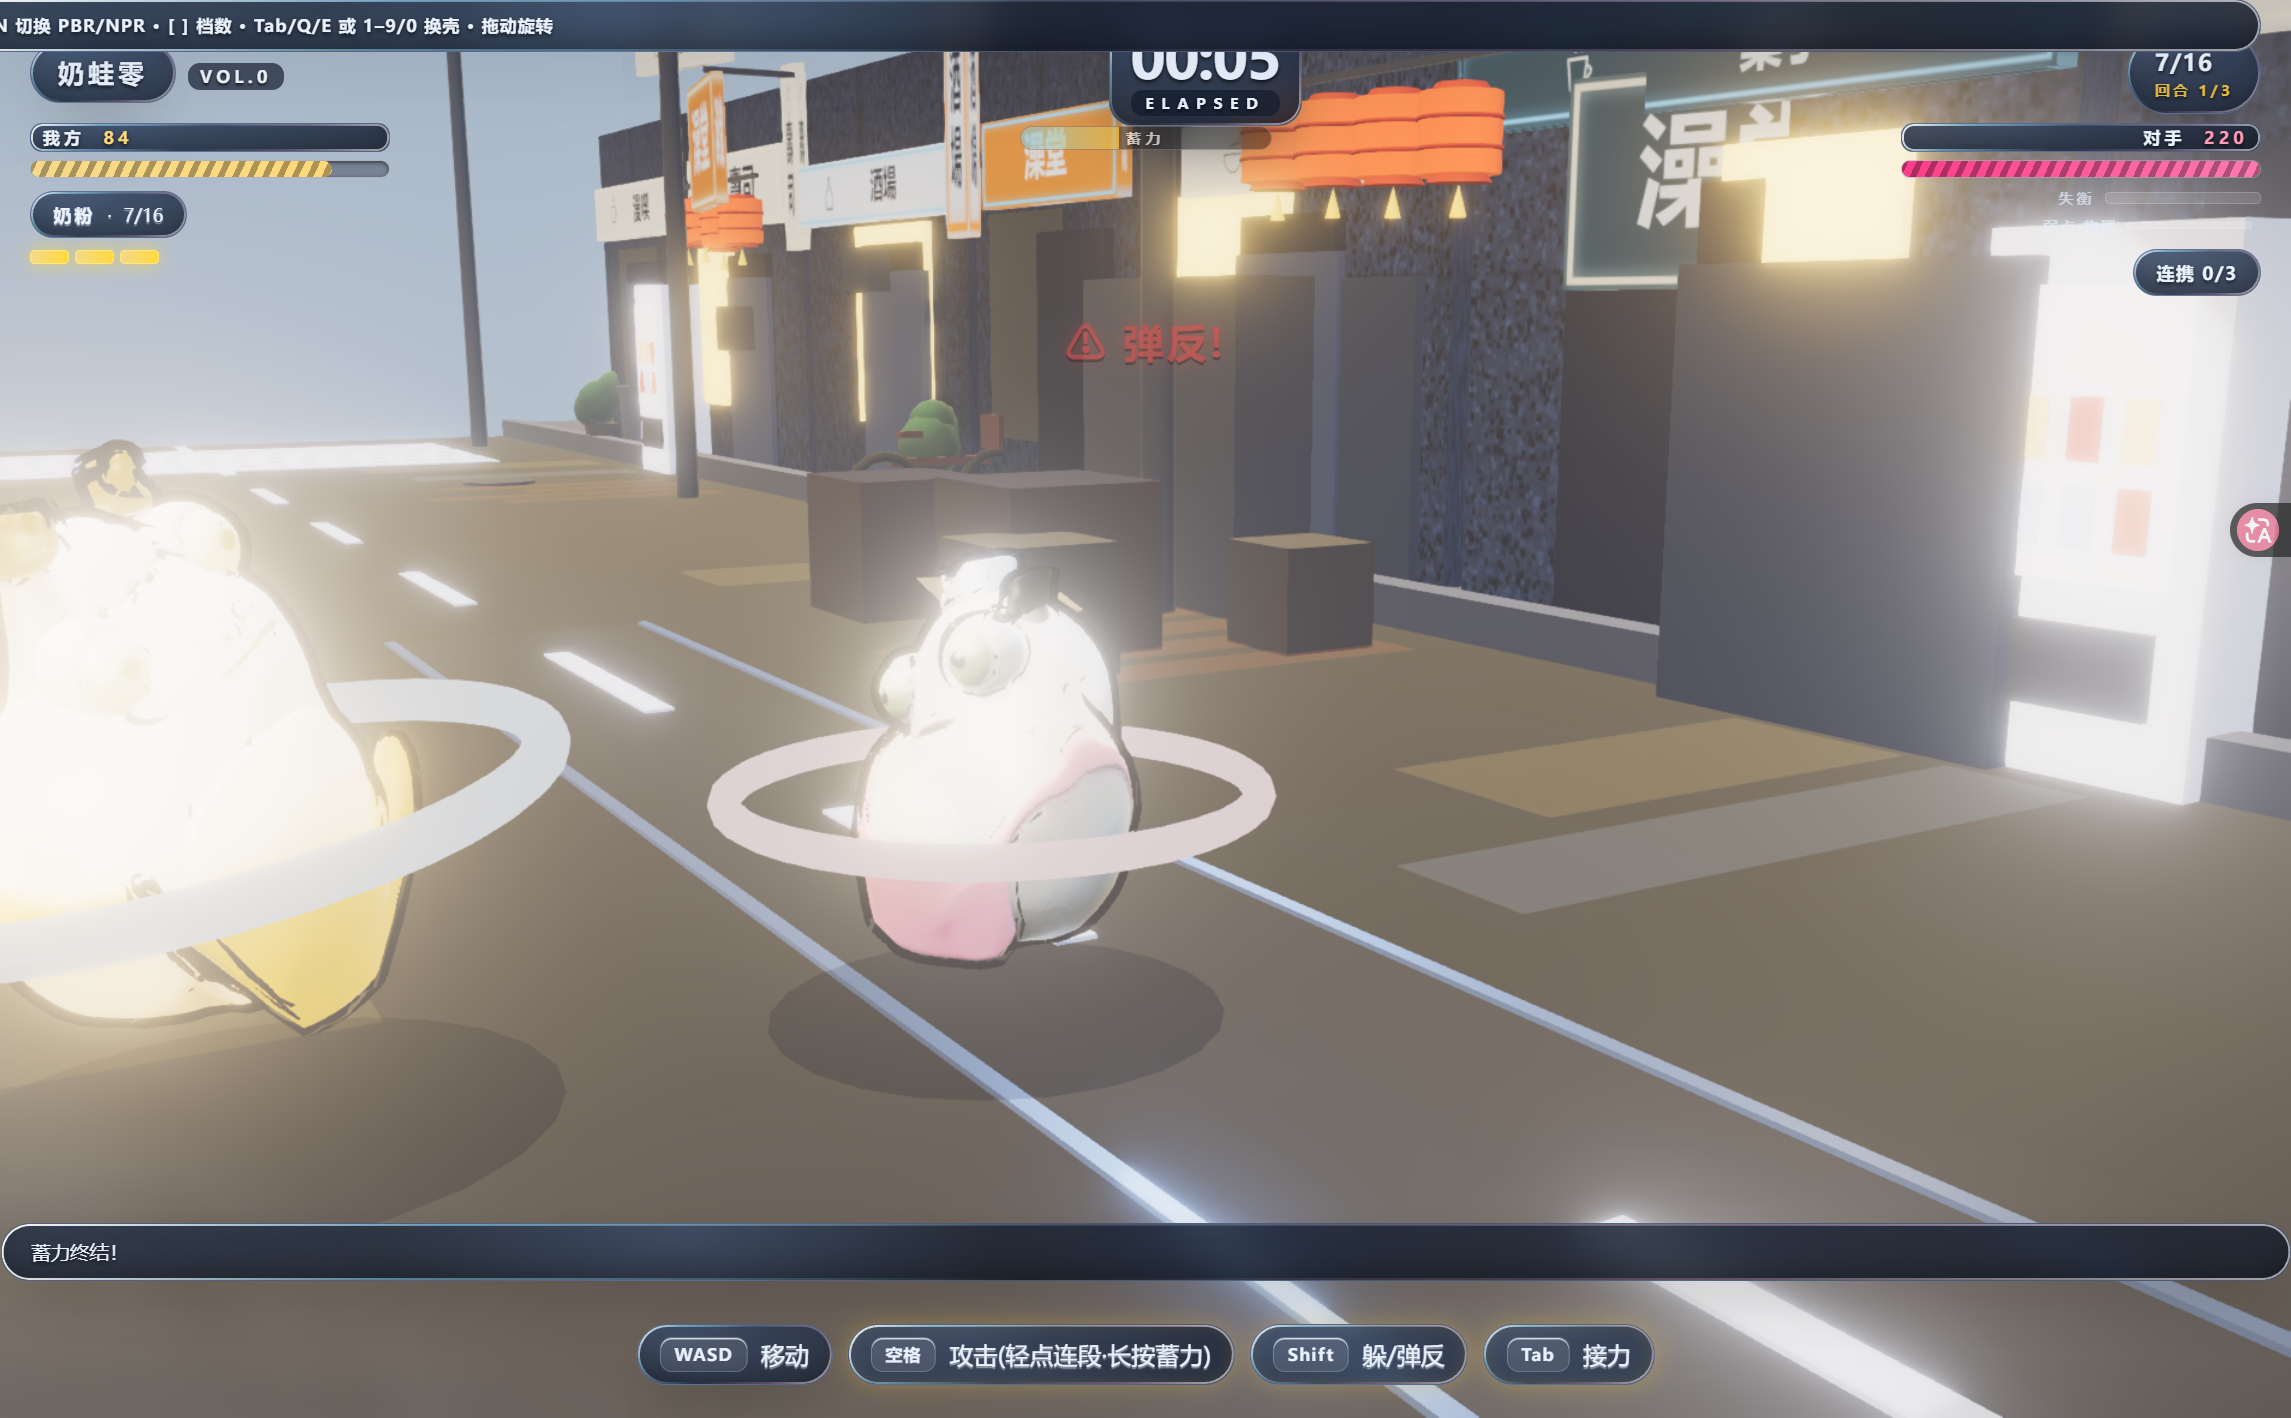 N 切换 PBR/NPR • [ ] 档数 • Tab/Q/E 或 1–9/0 换壳 • 拖动旋转
奶蛙零 VOL.0
00:05
ELAPSED
7/16
回合 1/3
我方 84
蓄力
对手 220
失衡
奶粉 · 7/16
连携 0/3
酒場
弹反!
蓄力终结!
WASD 移动
空格 攻击(轻点连段·长按蓄力)
Shift 躲/弹反
Tab 接力